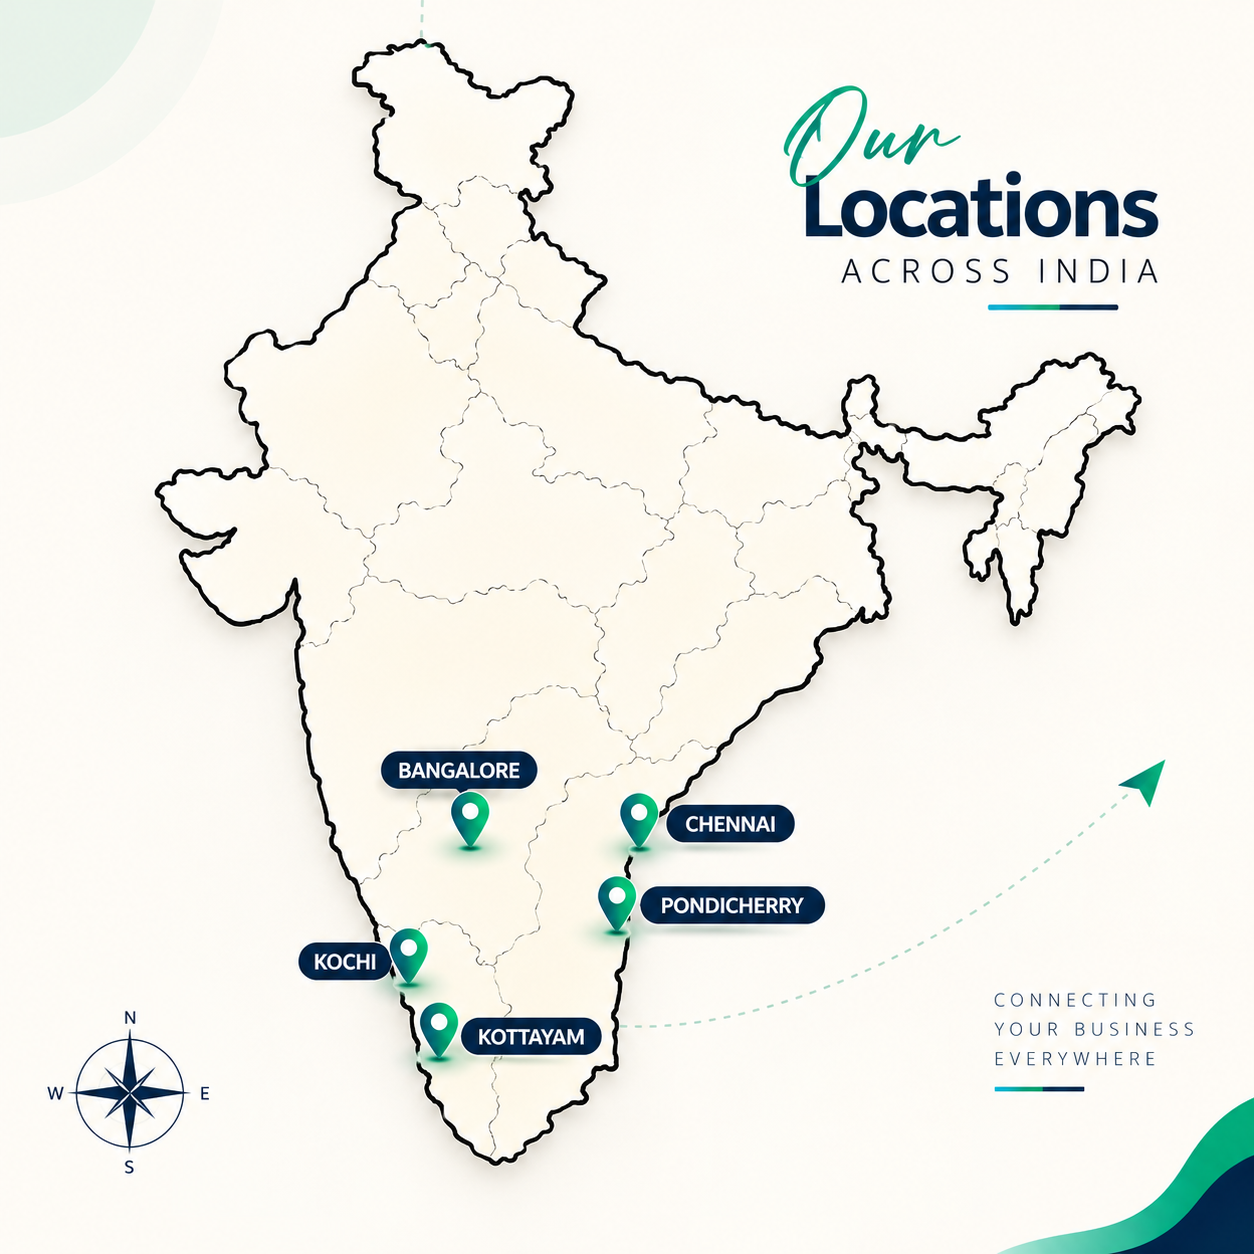 Our
Locations
ACROSS INDIA
BANGALORE
CHENNAI
PONDICHERRY
KOCHI
KOTTAYAM
CONNECTING
YOUR BUSINESS
EVERYWHERE
N
W
E
S